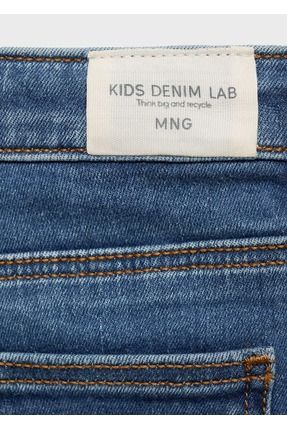 KIDS DENIM LAB
Think big and recycle
MNG